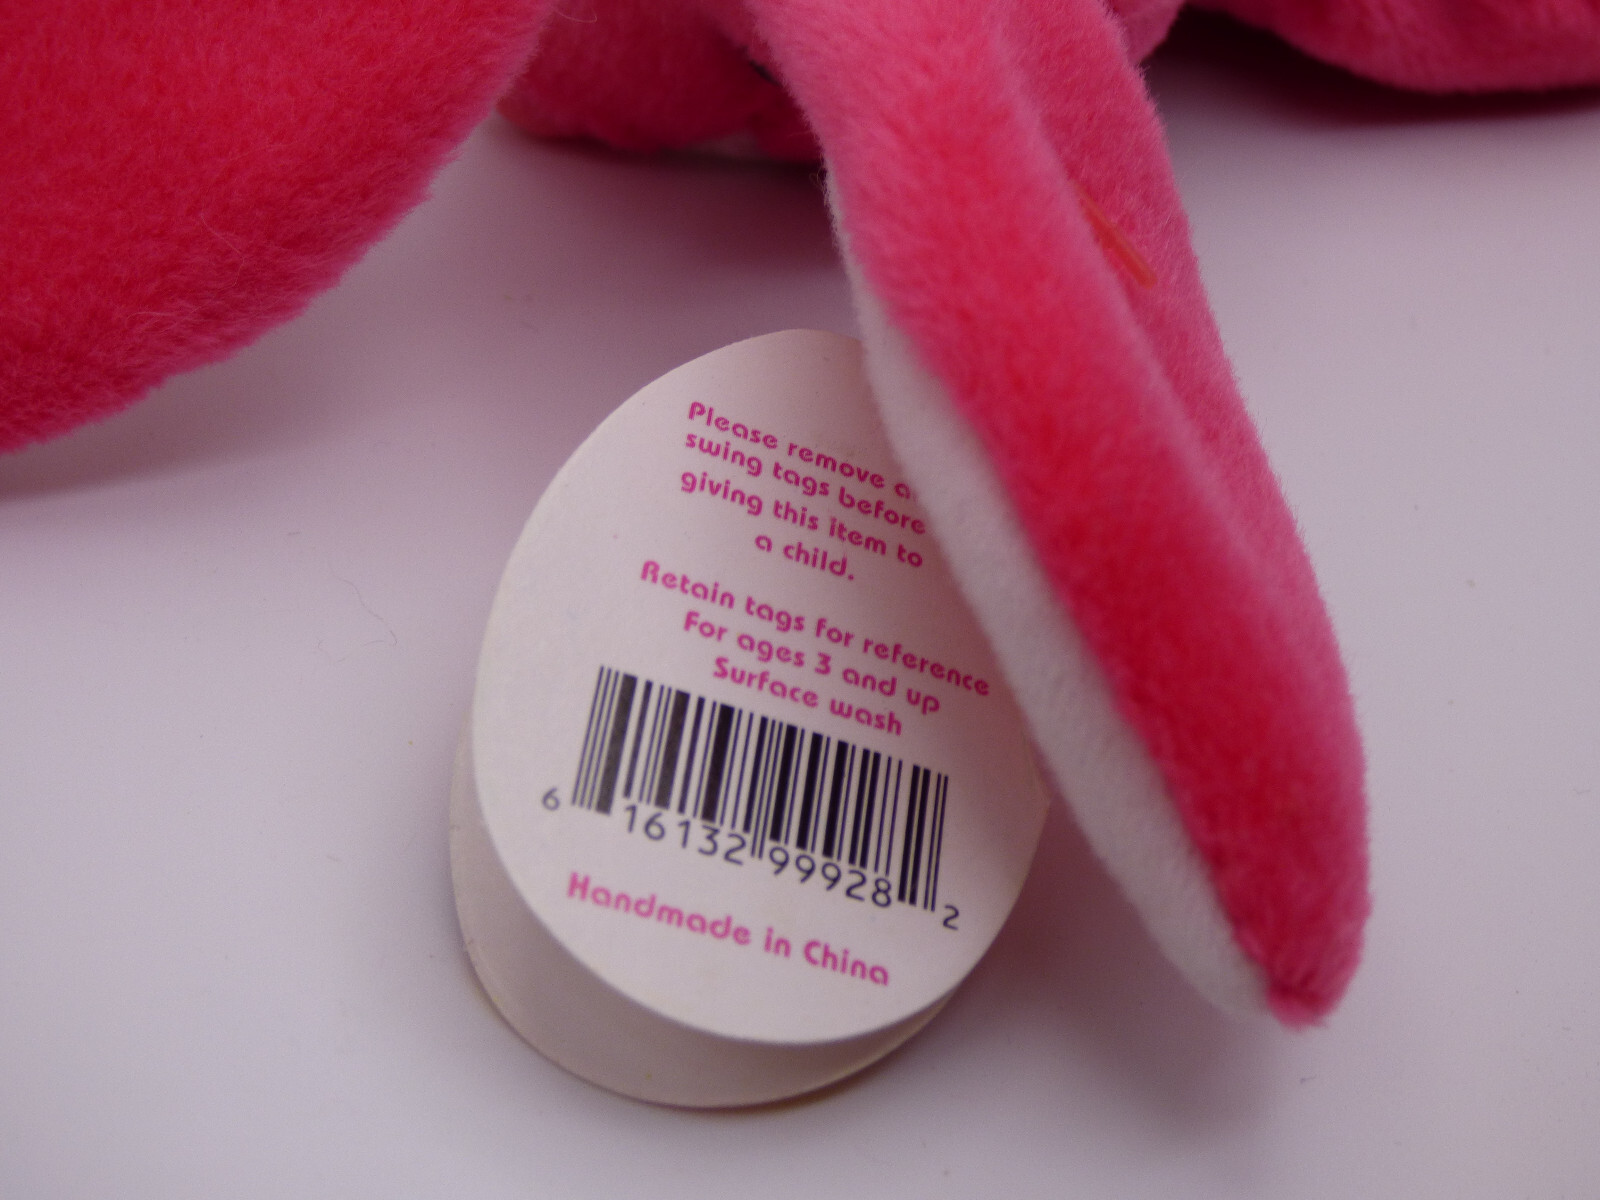 Please remove
swing tags before
giving this item to
a child.
Retain tags for reference
For ages 3 and up
Surface wash
6 16132 99928 2
Handmade in China